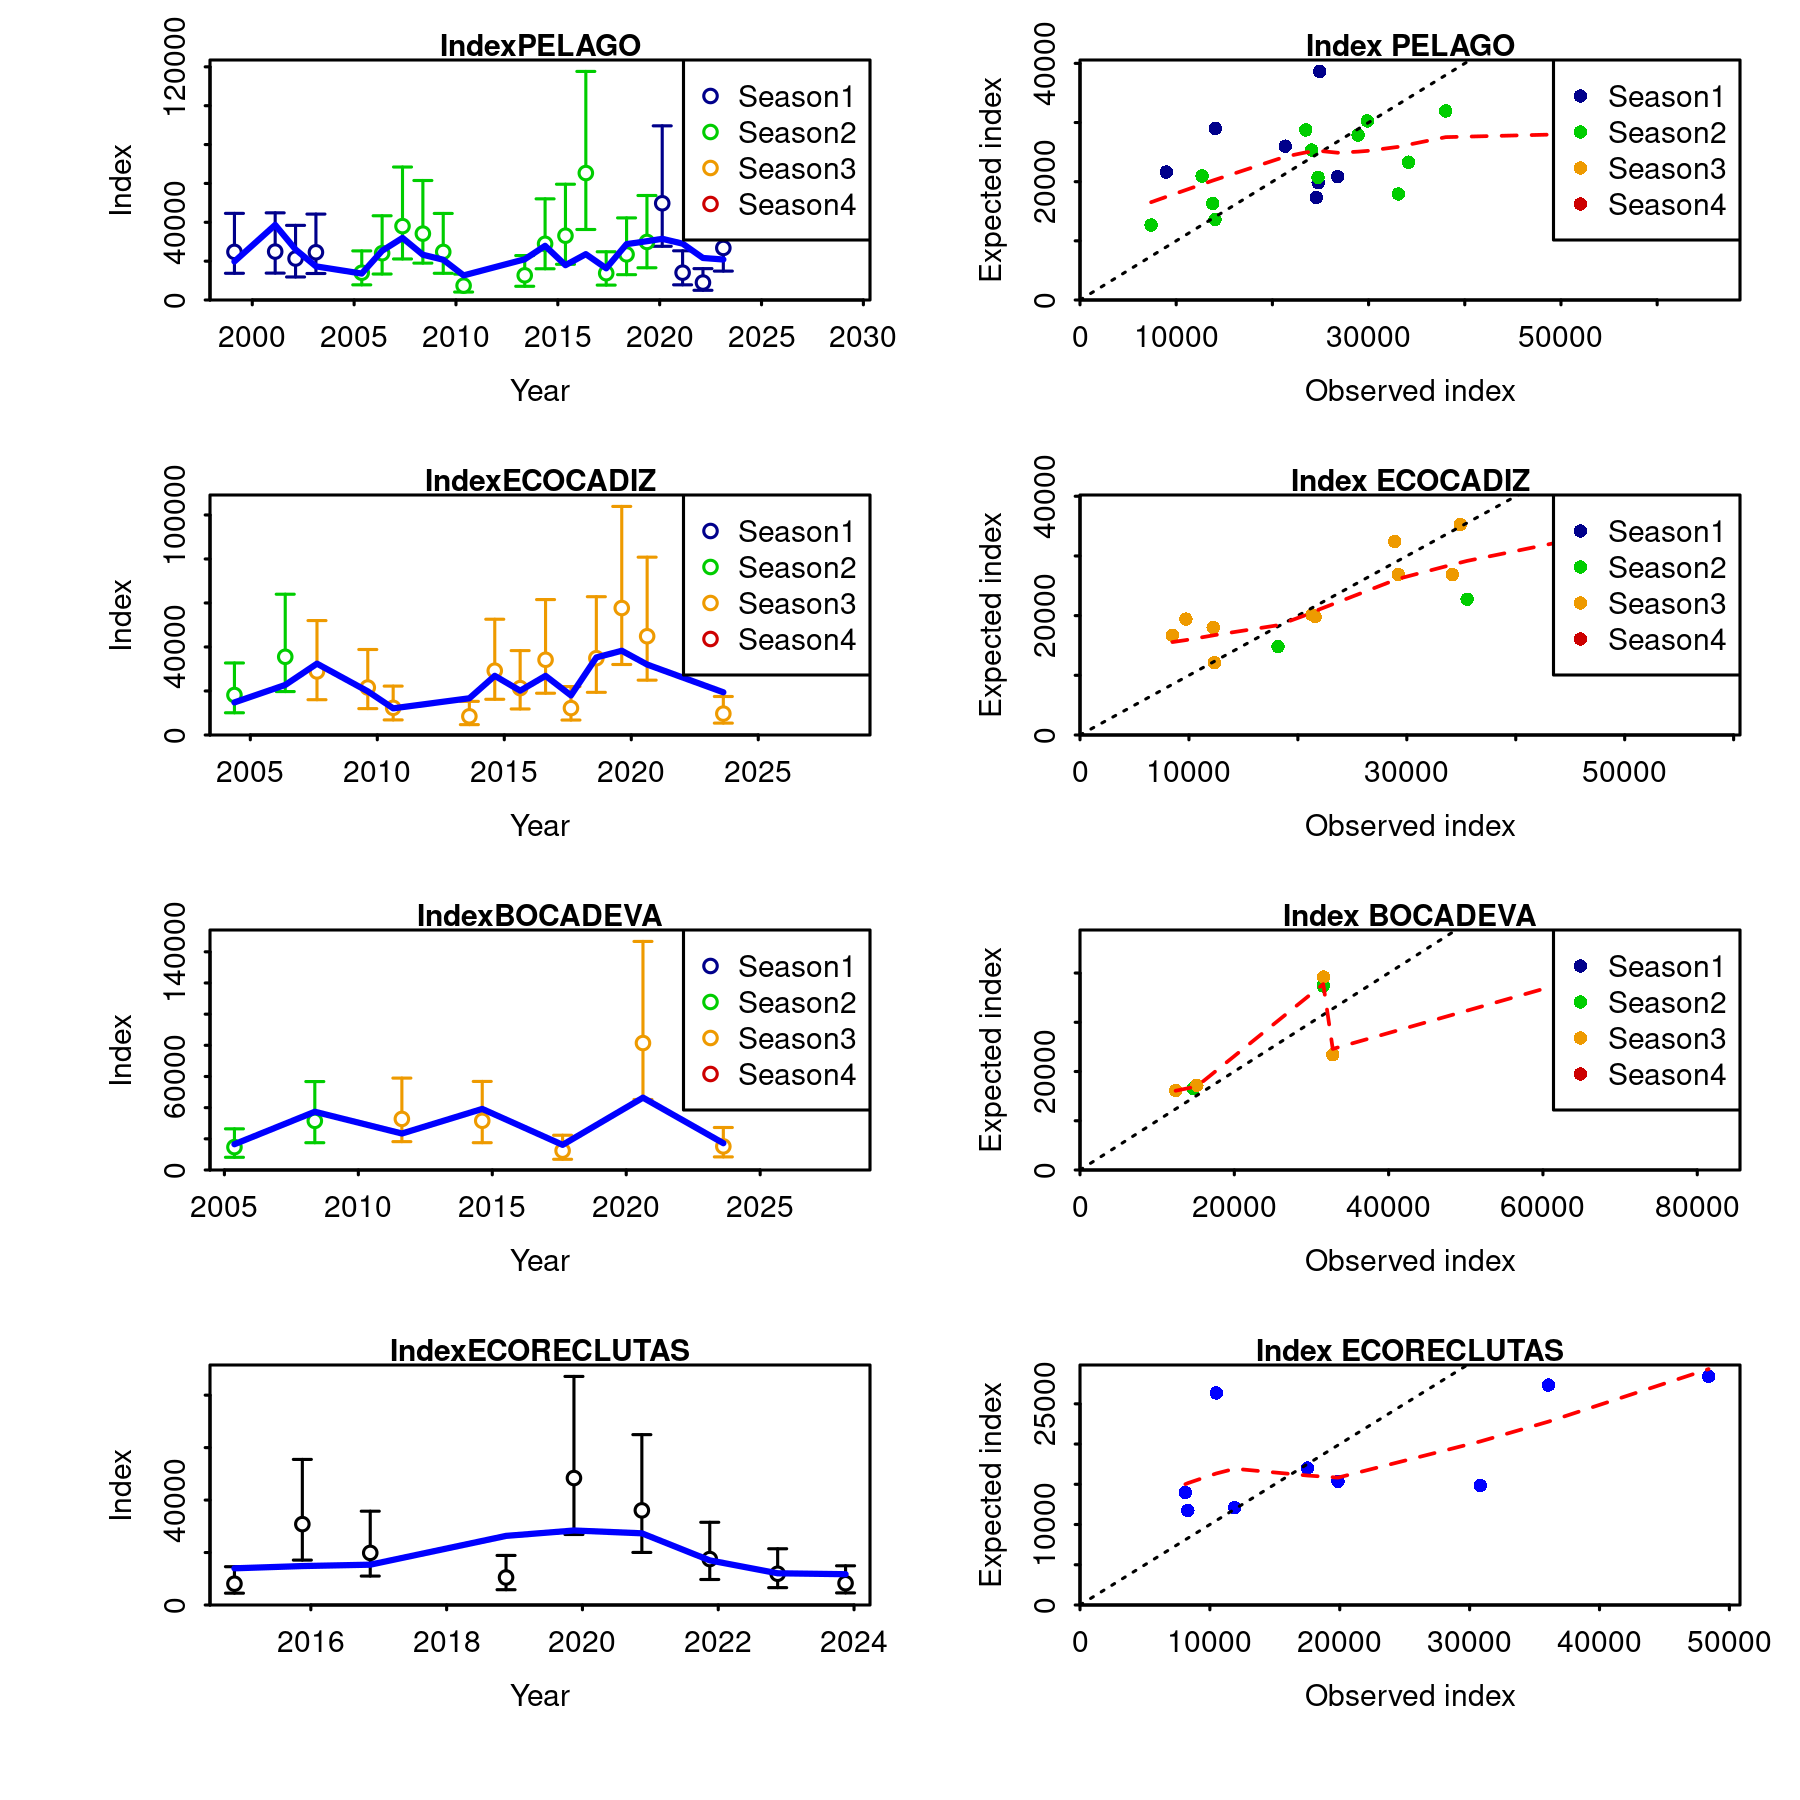 IndexPELAGO
Index
120000
40000
0
Season1
Season2
Season3
Season4
2000 2005 2010 2015 2020 2025 2030
Year
Index PELAGO
Expected index
40000
20000
0
Season1
Season2
Season3
Season4
0 10000 30000 50000
Observed index
IndexECOCADIZ
Index
100000
40000
0
Season1
Season2
Season3
Season4
2005 2010 2015 2020 2025
Year
Index ECOCADIZ
Expected index
40000
20000
0
Season1
Season2
Season3
Season4
0 10000 30000 50000
Observed index
IndexBOCADEVA
Index
140000
60000
0
Season1
Season2
Season3
Season4
2005 2010 2015 2020 2025
Year
Index BOCADEVA
Expected index
20000
0
Season1
Season2
Season3
Season4
0 20000 40000 60000 80000
Observed index
IndexECORECLUTAS
Index
40000
0
2016 2018 2020 2022 2024
Year
Index ECORECLUTAS
Expected index
25000
10000
0
0 10000 20000 30000 40000 50000
Observed index